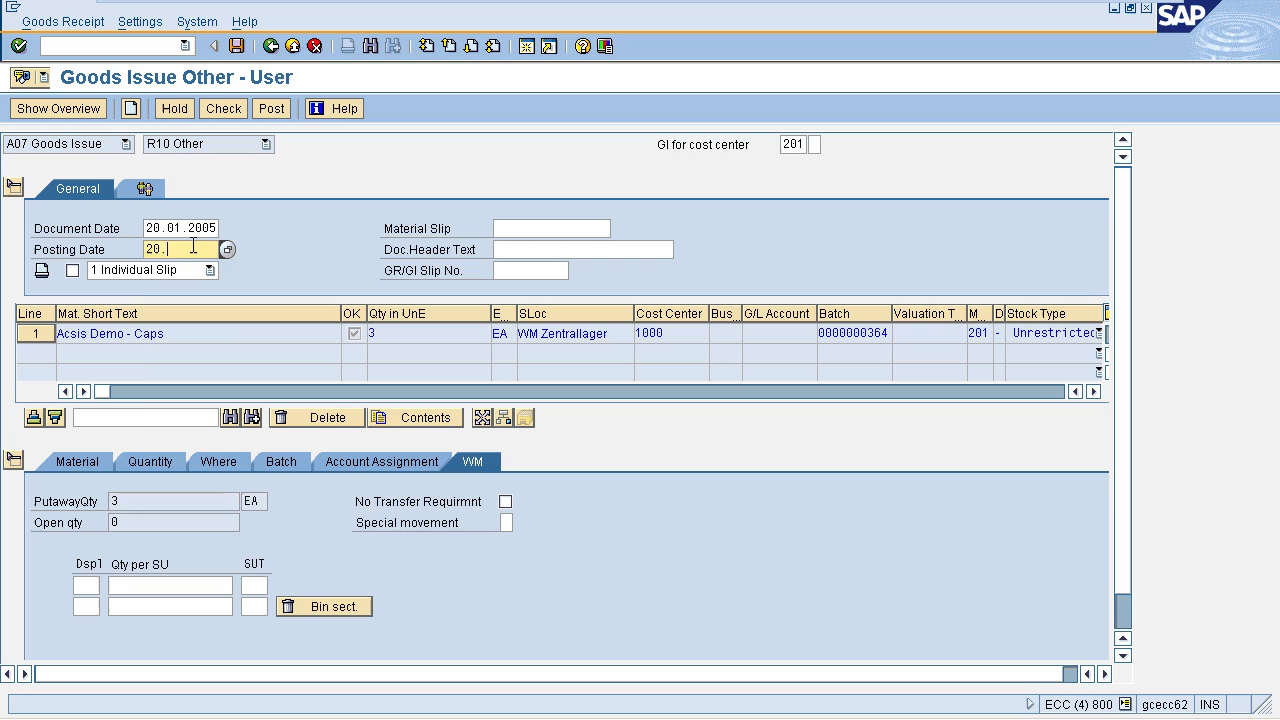 Goods Receipt Settings System Help
SAP
Goods Issue Other - User
Show Overview Hold Check Post Help
A07 Goods Issue R10 Other GI for cost center 201
General
Document Date 20.01.2005 Material Slip
Posting Date 20. Doc.Header Text
1 Individual Slip GR/GI Slip No.
Line Mat. Short Text OK Qty in UnE E... SLoc Cost Center Bus... G/L Account Batch Valuation T... M... D Stock Type
1 Acsis Demo - Caps 3 EA WM Zentrallager 1000 0000000364 201 - Unrestricted
Delete Contents
Material Quantity Where Batch Account Assignment WM
PutawayQty 3 EA No Transfer Requirmnt
Open qty 0 Special movement
Dspl Qty per SU SUT
Bin sect.
ECC (4) 800 gcecc62 INS